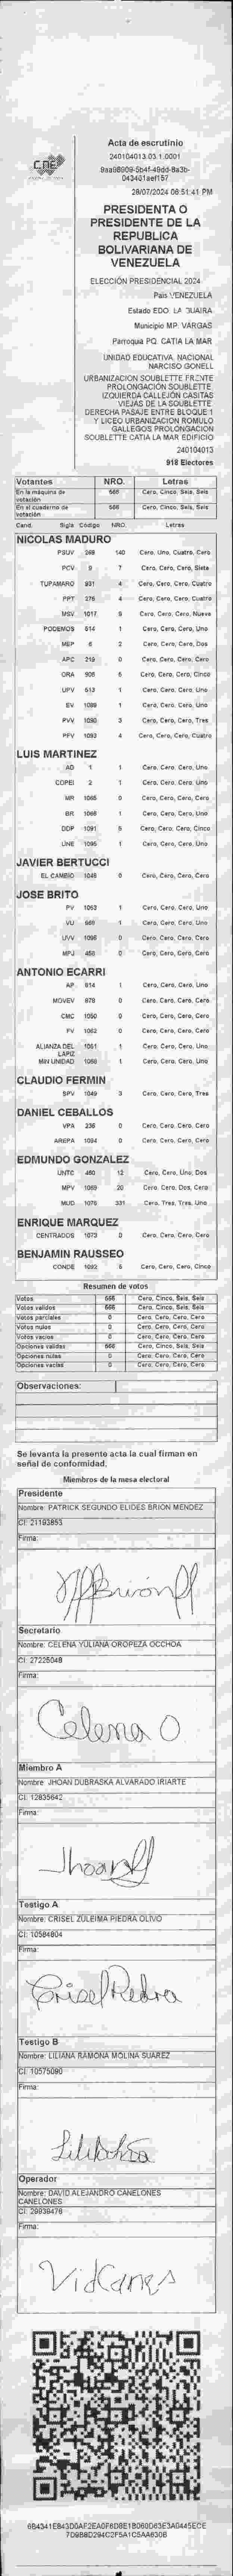 CNE
Acta de escrutinio
240104013.03.1.0001
28/07/2024 06:51:41 PM
PRESIDENTA O
PRESIDENTE DE LA
REPUBLICA
BOLIVARIANA DE
VENEZUELA
ELECCIÓN PRESIDENCIAL 2024
País VENEZUELA
Estado EDO. LA GUAIRA
Municipio MP. VARGAS
Parroquia PQ. CATIA LA MAR
UNIDAD EDUCATIVA NACIONAL
NARCISO GONELL
URBANIZACION SOUBLETTE FRENTE
PROLONGACIÓN SOUBLETTE.
IZQUIERDA CALLEJÓN CASITAS
VIEJAS DE LA SOUBLETTE.
DERECHA PASAJE ENTRE BLOQUE 1
Y LICEO URBANIZACION ROMULO
GALLEGOS PROLONGACION
SOUBLETTE CATIA LA MAR EDIFICIO
240104013
918 Electores
Votantes NRO. Letras
En la máquina de votación 566 Cero, Cinco, Seis, Seis
En el cuaderno de votación 566 Cero, Cinco, Seis, Seis
Cand. Sigla Código NRO. Letras
NICOLAS MADURO
PSUV 268 140 Cero, Uno, Cuatro, Cero
PCV 9 7 Cero, Cero, Cero, Siete
TUPAMARO 931 4 Cero, Cero, Cero, Cuatro
PPT 276 4 Cero, Cero, Cero, Cuatro
MSV 1017 9 Cero, Cero, Cero, Nueve
PODEMOS 514 1 Cero, Cero, Cero, Uno
MEP 6 2 Cero, Cero, Cero, Dos
APC 219 0 Cero, Cero, Cero, Cero
ORA 906 5 Cero, Cero, Cero, Cinco
UPV 513 1 Cero, Cero, Cero, Uno
EV 1089 1 Cero, Cero, Cero, Uno
PVV 1090 3 Cero, Cero, Cero, Tres
PFV 1093 4 Cero, Cero, Cero, Cuatro
LUIS MARTINEZ
AD 1 1 Cero, Cero, Cero, Uno
COPEI 2 1 Cero, Cero, Cero, Uno
MR 1065 0 Cero, Cero, Cero, Cero
BR 1068 1 Cero, Cero, Cero, Uno
DDP 1091 5 Cero, Cero, Cero, Cinco
UNE 1095 1 Cero, Cero, Cero, Uno
JAVIER BERTUCCI
EL CAMBIO 1048 0 Cero, Cero, Cero, Cero
JOSE BRITO
PV 1053 1 Cero, Cero, Cero, Uno
VU 669 1 Cero, Cero, Cero, Uno
UVV 1096 0 Cero, Cero, Cero, Cero
MPJ 458 0 Cero, Cero, Cero, Cero
ANTONIO ECARRI
AP 914 1 Cero, Cero, Cero, Uno
MOVEV 978 0 Cero, Cero, Cero, Cero
CMC 1050 0 Cero, Cero, Cero, Cero
FV 1062 0 Cero, Cero, Cero, Cero
ALIANZA DEL LAPIZ 1061 1 Cero, Cero, Cero, Uno
MIN UNIDAD 1088 1 Cero, Cero, Cero, Uno
CLAUDIO FERMIN
SPV 1049 3 Cero, Cero, Cero, Tres
DANIEL CEBALLOS
VPA 236 0 Cero, Cero, Cero, Cero
AREPA 1094 0 Cero, Cero, Cero, Cero
EDMUNDO GONZALEZ
UNTC 480 12 Cero, Cero, Uno, Dos
MPV 1069 20 Cero, Cero, Dos, Cero
MUD 1076 331 Cero, Tres, Tres, Uno
ENRIQUE MARQUEZ
CENTRADOS 1073 0 Cero, Cero, Cero, Cero
BENJAMIN RAUSSEO
CONDE 1092 5 Cero, Cero, Cero, Cinco
Resumen de votos
Votos 566 Cero, Cinco, Seis, Seis
Votos validos 566 Cero, Cinco, Seis, Seis
Votos parciales 0 Cero, Cero, Cero, Cero
Votos nulos 0 Cero, Cero, Cero, Cero
Votos vacios 0 Cero, Cero, Cero, Cero
Opciones validas 566 Cero, Cinco, Seis, Seis
Opciones nulas 0 Cero, Cero, Cero, Cero
Opciones vacias 0 Cero, Cero, Cero, Cero
Observaciones:
Se levanta la presente acta la cual firman en
señal de conformidad,
Miembros de la mesa electoral
Presidente
Nombre: PATRICK SEGUNDO ELIDES BRION MENDEZ
CI: 21193853
Firma:
Secretario
Nombre: CELENA YULIANA OROPEZA OCCHOA
CI: 27225048
Firma:
Celena O
Miembro A
Nombre: JHOAN DUBRASKA ALVARADO IRIARTE
CI: 12835642
Firma:
Testigo A
Nombre: CRISEL ZULEIMA PIEDRA OLIVO
CI: 10584804
Firma:
Testigo B
Nombre: LILIANA RAMONA MOLINA SUAREZ
CI: 10575090
Firma:
Operador
Nombre: DAVID ALEJANDRO CANELONES
CANELONES
CI: 29939476
Firma: